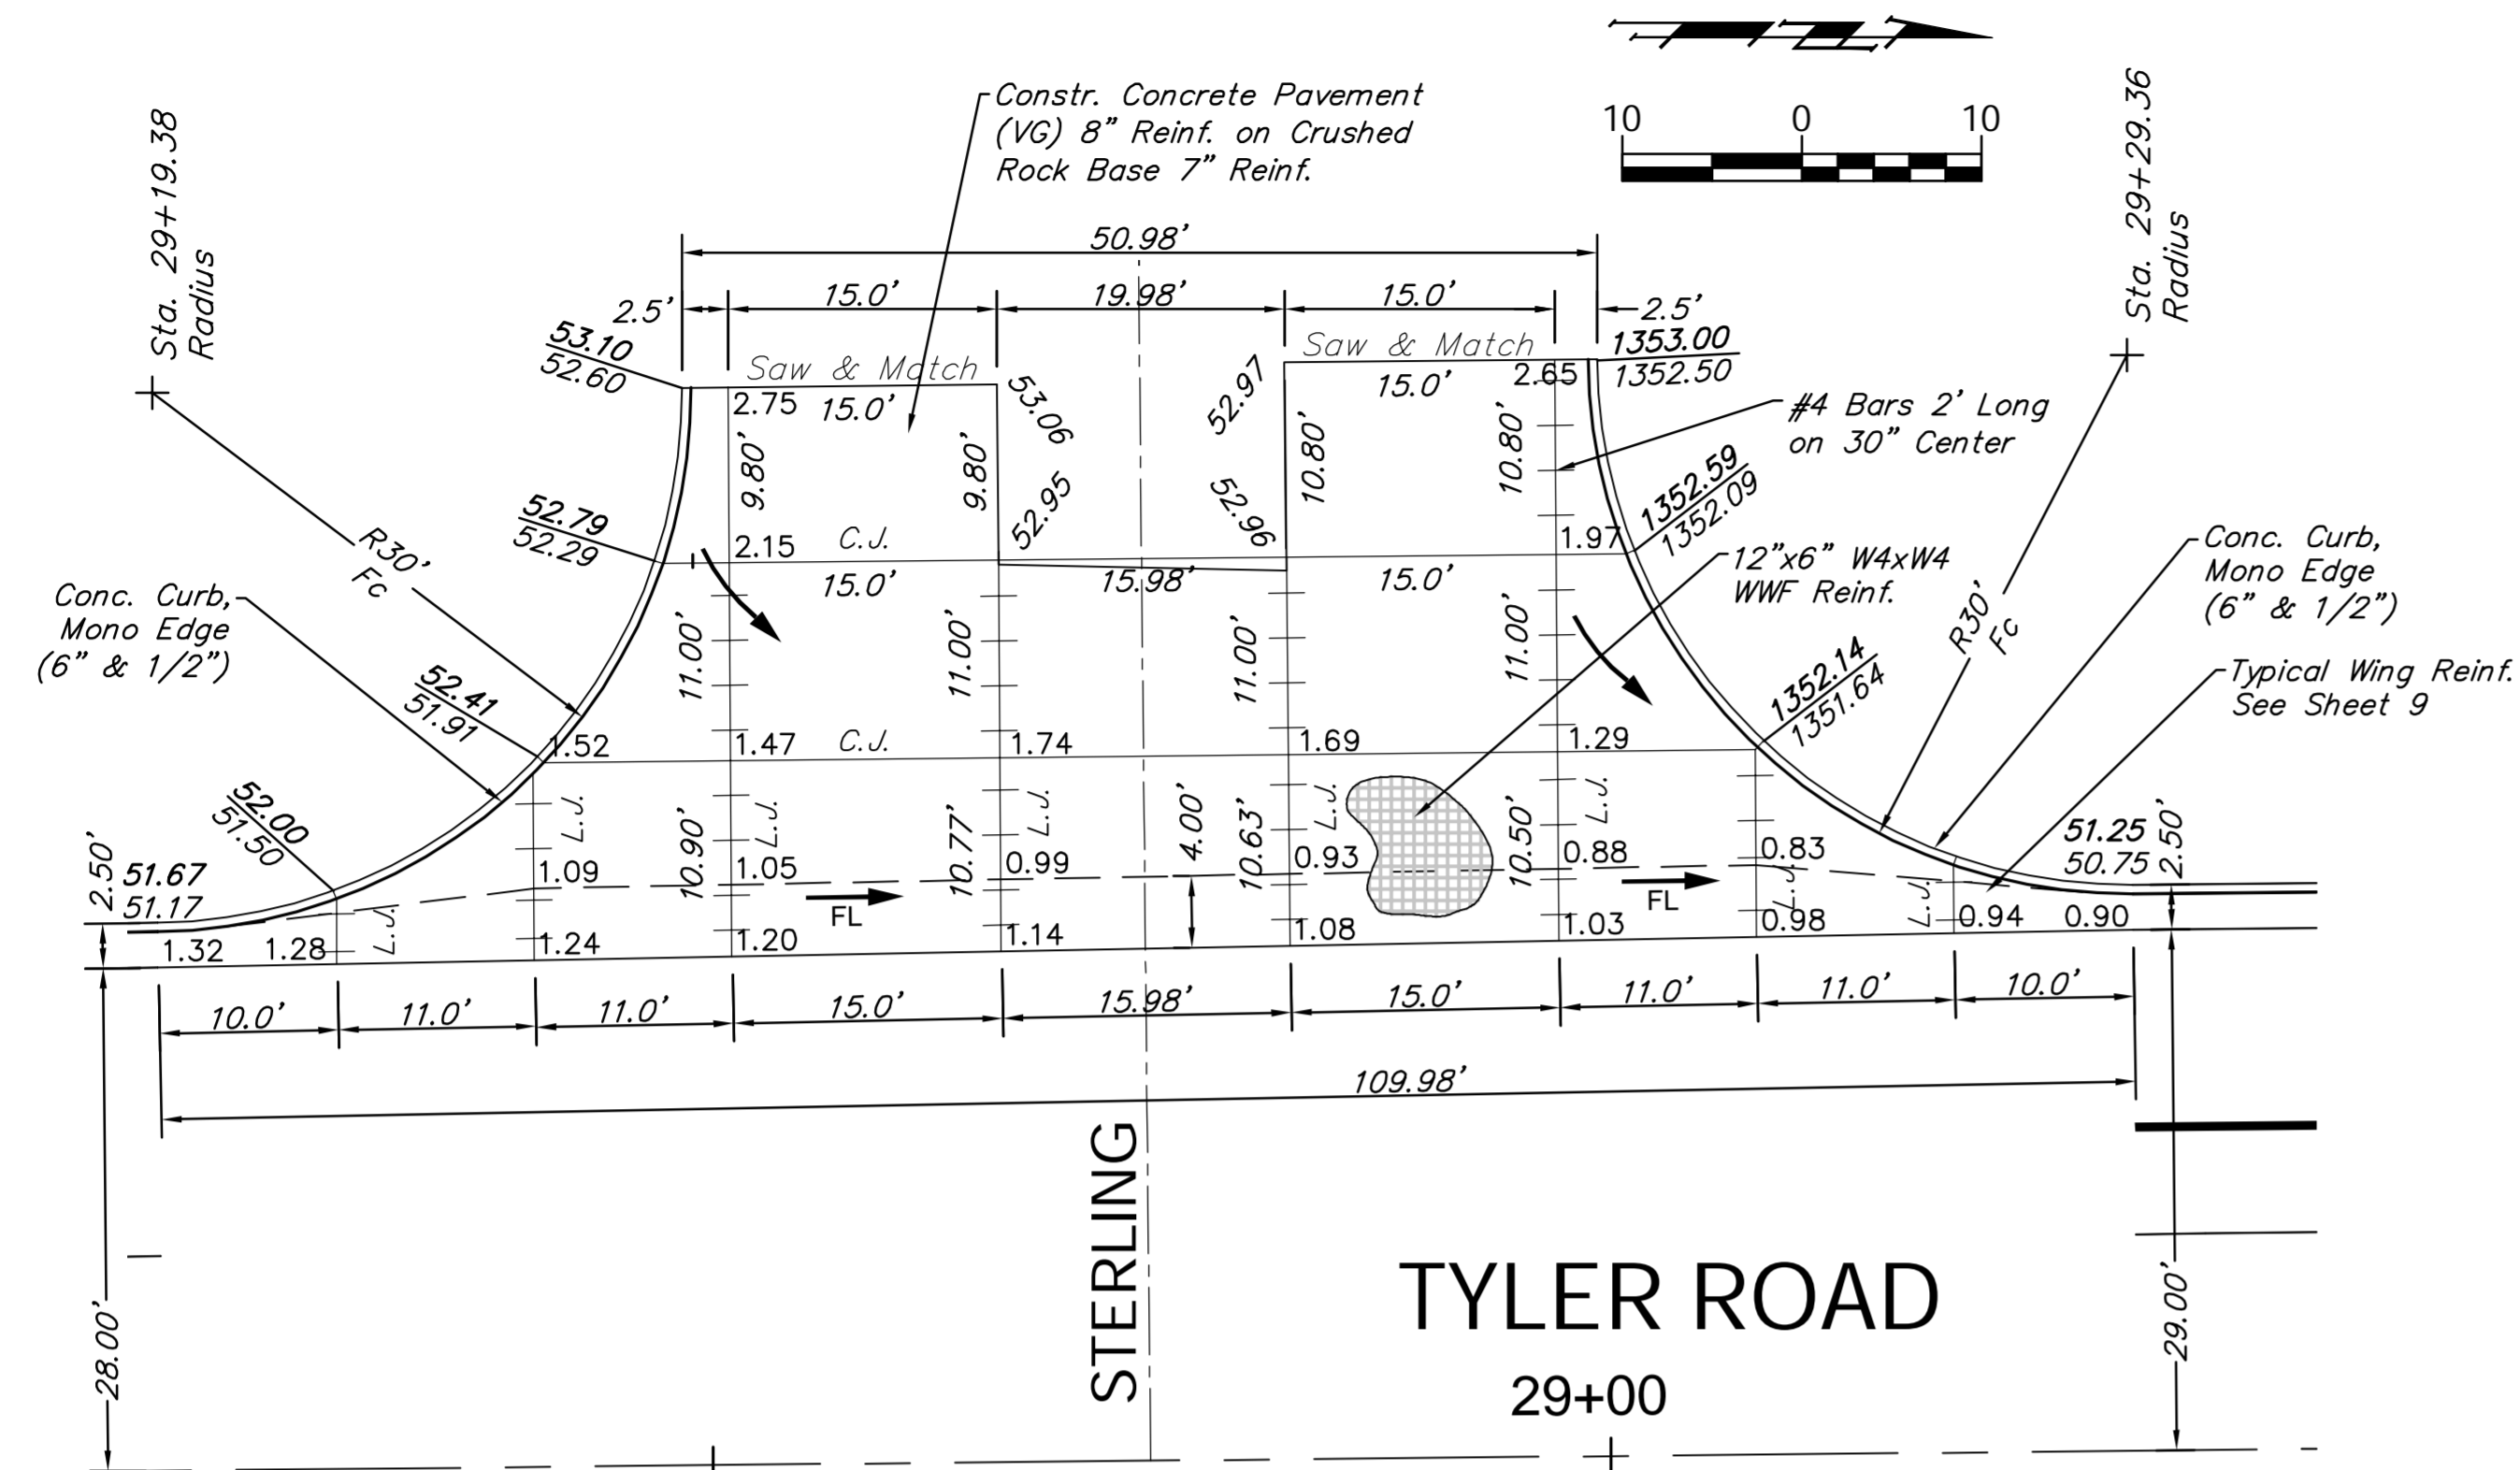 Sta. 29+19.38
Radius
Constr. Concrete Pavement
(VG) 8” Reinf. on Crushed
Rock Base 7” Reinf.
N
10 0 10
Sta. 29+29.36
Radius
50.98’
2.5’ 15.0’ 19.98’ 15.0’ 2.5’
53.10
52.60
Saw & Match
Saw & Match
1353.00
1352.50
2.75 15.0’
53.06
52.97
15.0’
2.65
9.80’
9.80’
10.80’
10.80’
#4 Bars 2’ Long
on 30” Center
52.79
52.29
52.95
52.96
1352.59
1352.09
2.15 C.J.
1.97
15.0’ 15.98’ 15.0’
R30’
Fc
12”x6” W4xW4
WWF Reinf.
Conc. Curb,
Mono Edge
(6” & 1/2”)
Conc. Curb,
Mono Edge
(6” & 1/2”)
R30’
Fc
11.00’
11.00’
11.00’
11.00’
52.41
51.91
1352.14
1351.64
Typical Wing Reinf.
See Sheet 9
1.52 1.47 C.J. 1.74 1.69 1.29
52.00
51.50
L.J.
L.J.
L.J.
L.J.
L.J.
10.90’
10.77’
4.00’
10.63’
10.50’
2.50’
51.67
51.17
1.09 1.05 0.99 0.93 0.88 0.83
51.25
50.75
2.50’
FL
FL
L.J.
L.J.
L.J.
1.32 1.28 1.24 1.20 1.14 1.08 1.03 0.98 0.94 0.90
10.0’ 11.0’ 11.0’ 15.0’ 15.98’ 15.0’ 11.0’ 11.0’ 10.0’
109.98’
STERLING
TYLER ROAD
29+00
28.00’
29.00’